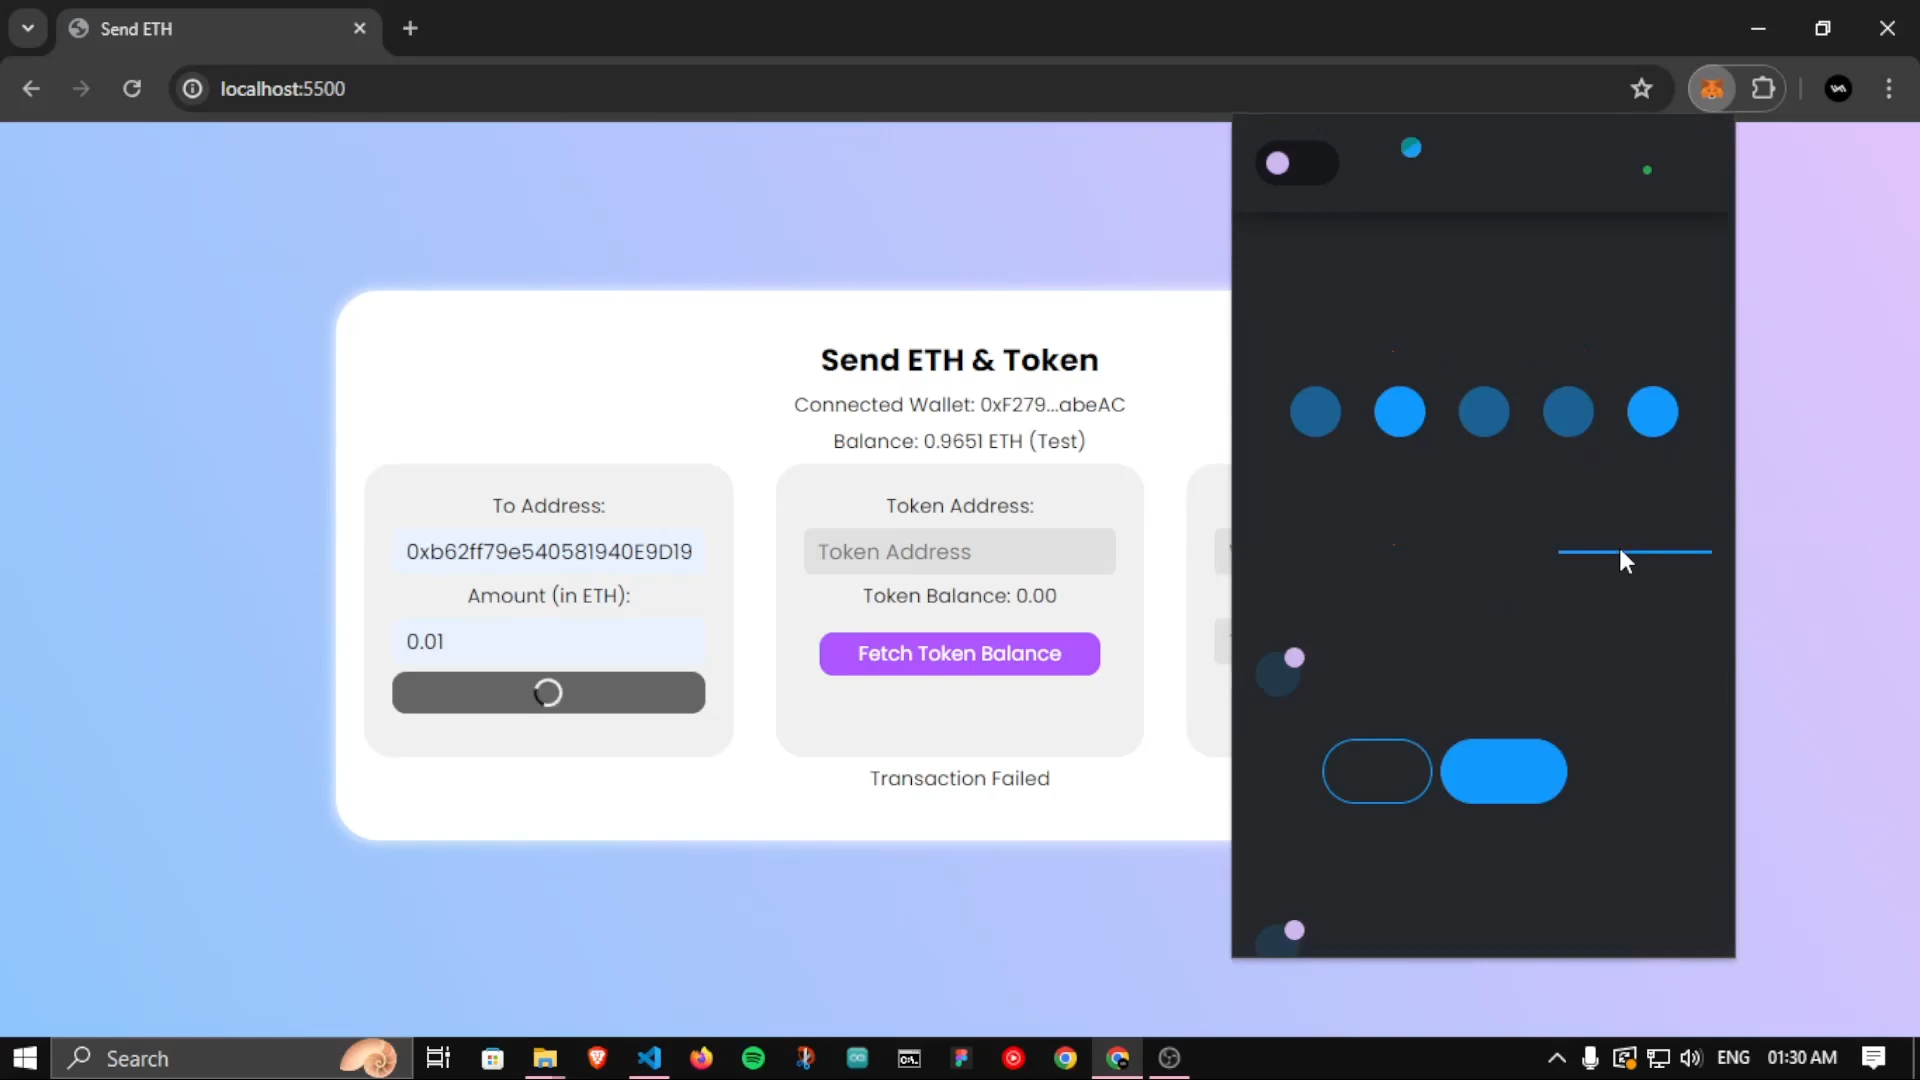 Send ETH
localhost:5500
Send ETH & Token
Connected Wallet: 0xF279...abeAC
Balance: 0.9651 ETH (Test)
To Address:
0xb62ff79e540581940E9D19
Amount (in ETH):
0.01
Token Address:
Token Address
Token Balance: 0.00
Fetch Token Balance
Transaction Failed
Search
ENG
01:30 AM